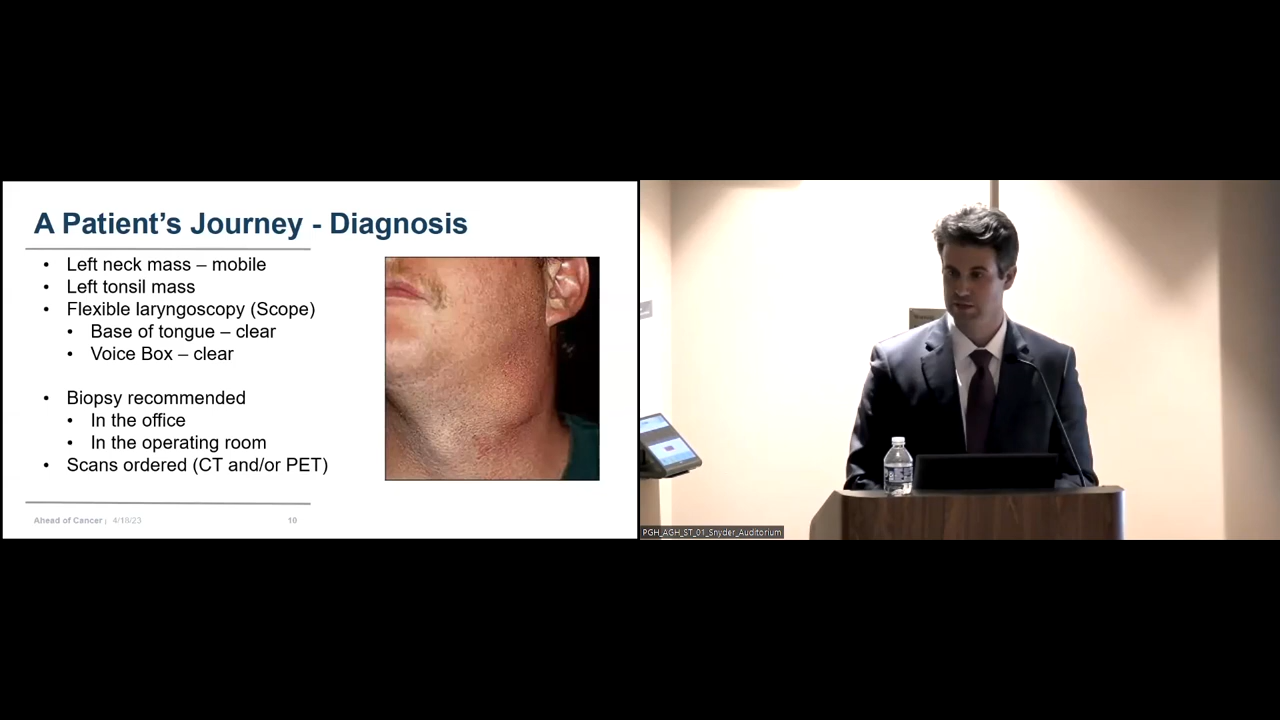 A Patient’s Journey - Diagnosis
• Left neck mass – mobile
• Left tonsil mass
• Flexible laryngoscopy (Scope)
• Base of tongue – clear
• Voice Box – clear
• Biopsy recommended
• In the office
• In the operating room
• Scans ordered (CT and/or PET)
Ahead of Cancer | 4/18/23 10
PGH_AGH_ST_01_Snyder_Auditorium